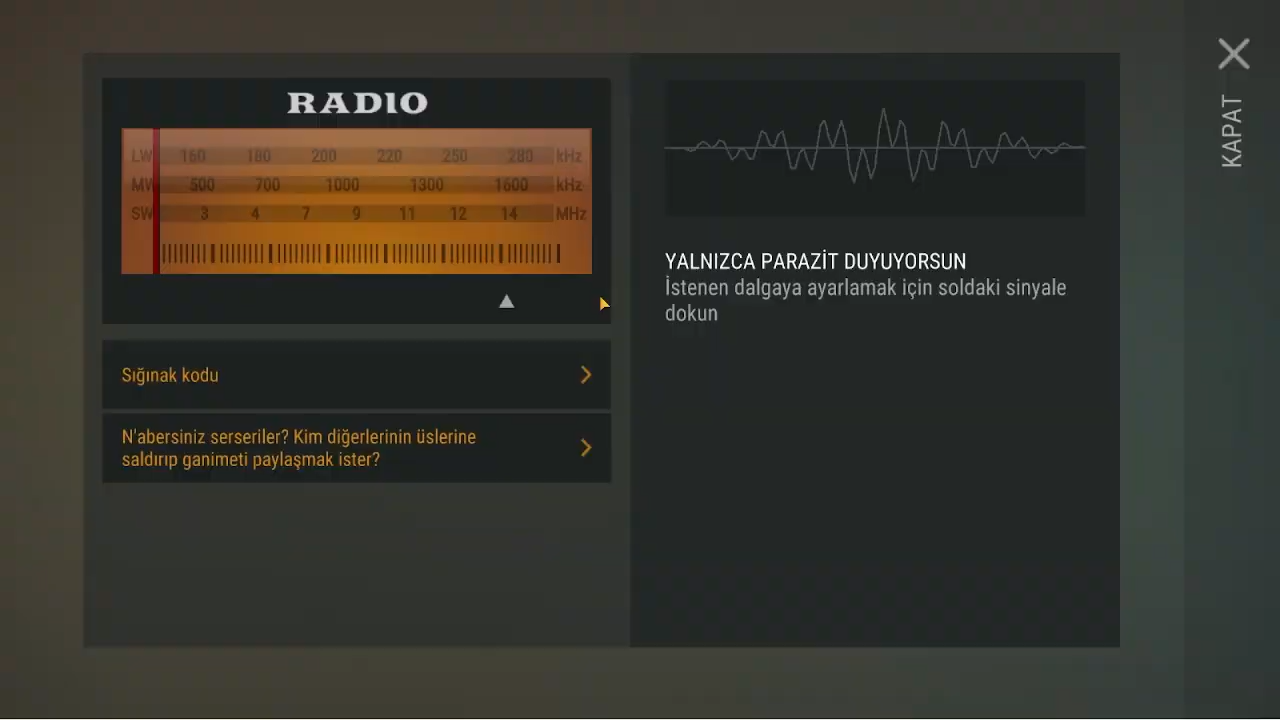 RADIO
LW 160 180 200 220 250 280 kHz
MW 500 700 1000 1300 1600 kHz
SW 3 4 7 9 11 12 14 MHz
Sığınak kodu
N'abersiniz serseriler? Kim diğerlerinin üslerine
saldırıp ganimeti paylaşmak ister?
YALNIZCA PARAZİT DUYUYORSUN
İstenen dalgaya ayarlamak için soldaki sinyale
dokun
KAPAT